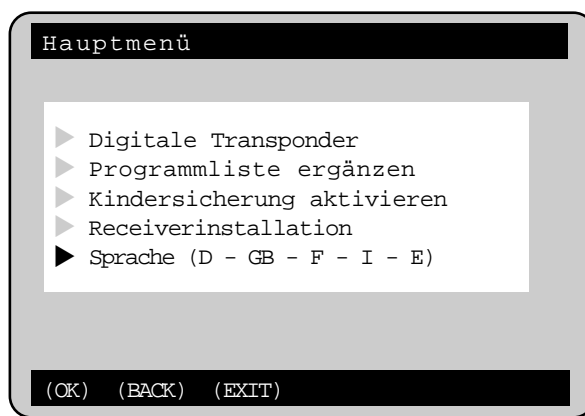 Hauptmenü
Digitale Transponder
Programmliste ergänzen
Kindersicherung aktivieren
Receiverinstallation
Sprache (D - GB - F - I - E)
(OK) (BACK) (EXIT)